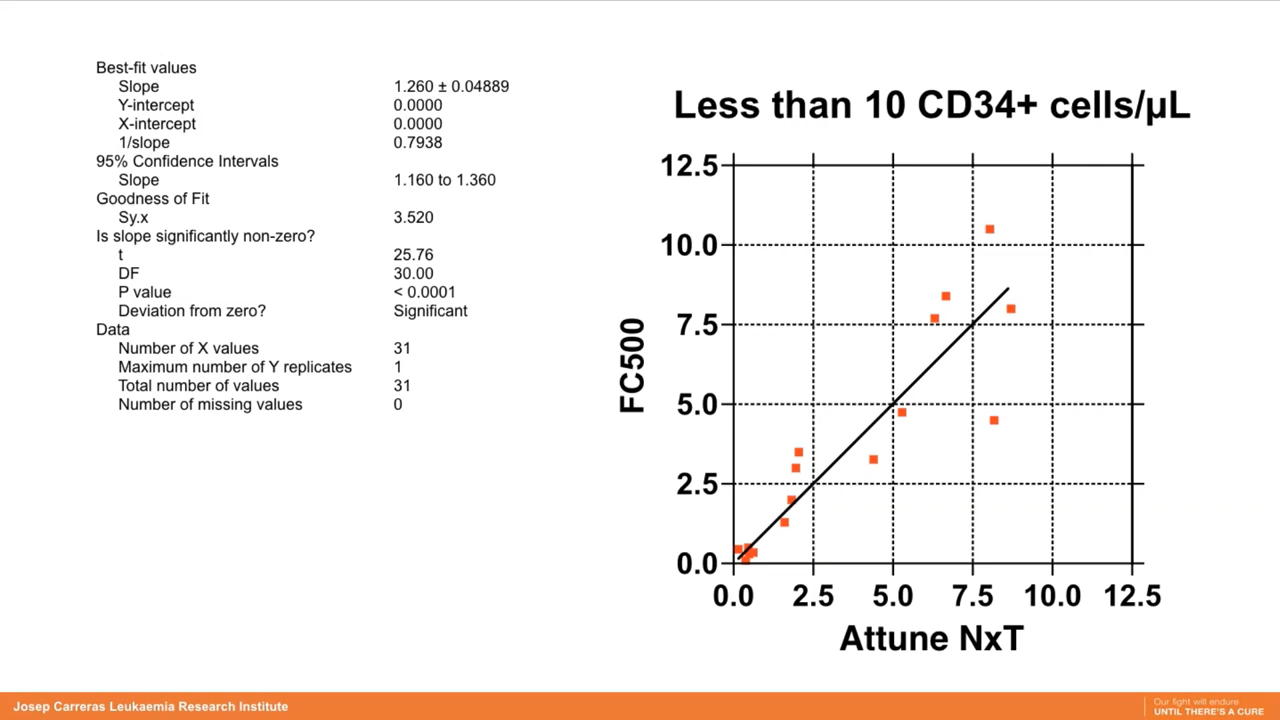 Best-fit values
Slope 1.260 ± 0.04889
Y-intercept 0.0000
X-intercept 0.0000
1/slope 0.7938
95% Confidence Intervals
Slope 1.160 to 1.360
Goodness of Fit
Sy.x 3.520
Is slope significantly non-zero?
t 25.76
DF 30.00
P value < 0.0001
Deviation from zero? Significant
Data
Number of X values 31
Maximum number of Y replicates 1
Total number of values 31
Number of missing values 0
Less than 10 CD34+ cells/µL
12.5
10.0
7.5
5.0
2.5
0.0
FC500
0.0 2.5 5.0 7.5 10.0 12.5
Attune NxT
Josep Carreras Leukaemia Research Institute
Our fight will endure
UNTIL THERE'S A CURE